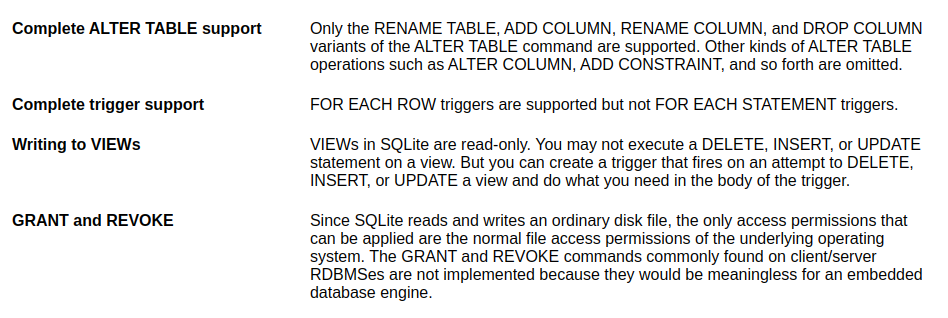 Complete ALTER TABLE support
Only the RENAME TABLE, ADD COLUMN, RENAME COLUMN, and DROP COLUMN
variants of the ALTER TABLE command are supported. Other kinds of ALTER TABLE
operations such as ALTER COLUMN, ADD CONSTRAINT, and so forth are omitted.
Complete trigger support
FOR EACH ROW triggers are supported but not FOR EACH STATEMENT triggers.
Writing to VIEWs
VIEWs in SQLite are read-only. You may not execute a DELETE, INSERT, or UPDATE
statement on a view. But you can create a trigger that fires on an attempt to DELETE,
INSERT, or UPDATE a view and do what you need in the body of the trigger.
GRANT and REVOKE
Since SQLite reads and writes an ordinary disk file, the only access permissions that
can be applied are the normal file access permissions of the underlying operating
system. The GRANT and REVOKE commands commonly found on client/server
RDBMSes are not implemented because they would be meaningless for an embedded
database engine.